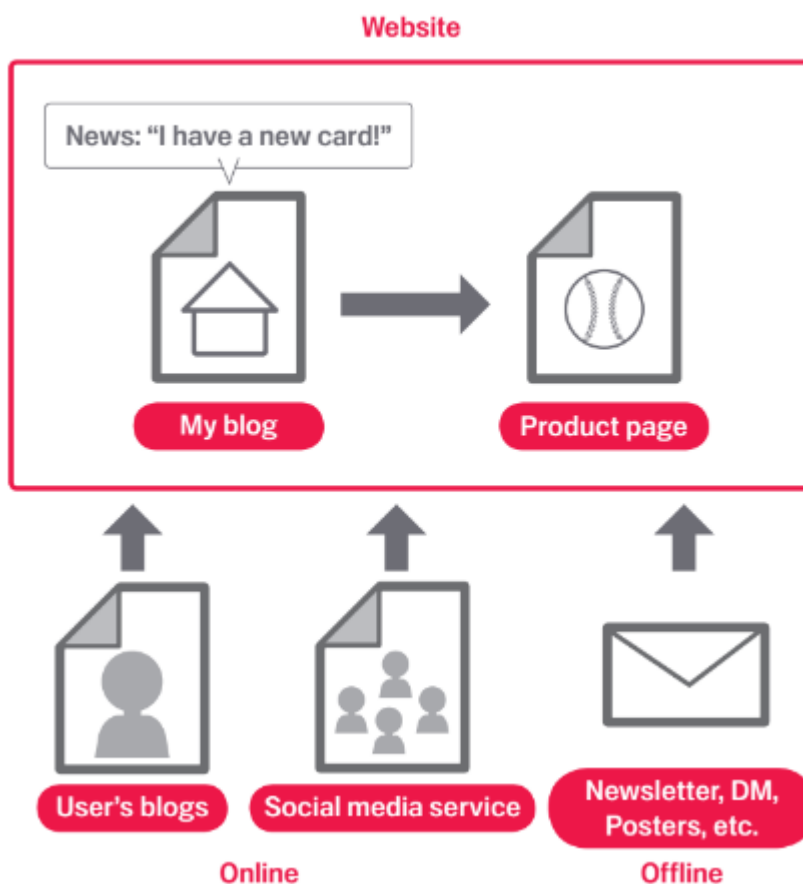 Website
News: “I have a new card!”
My blog
Product page
User’s blogs
Social media service
Newsletter, DM,
Posters, etc.
Online
Offline